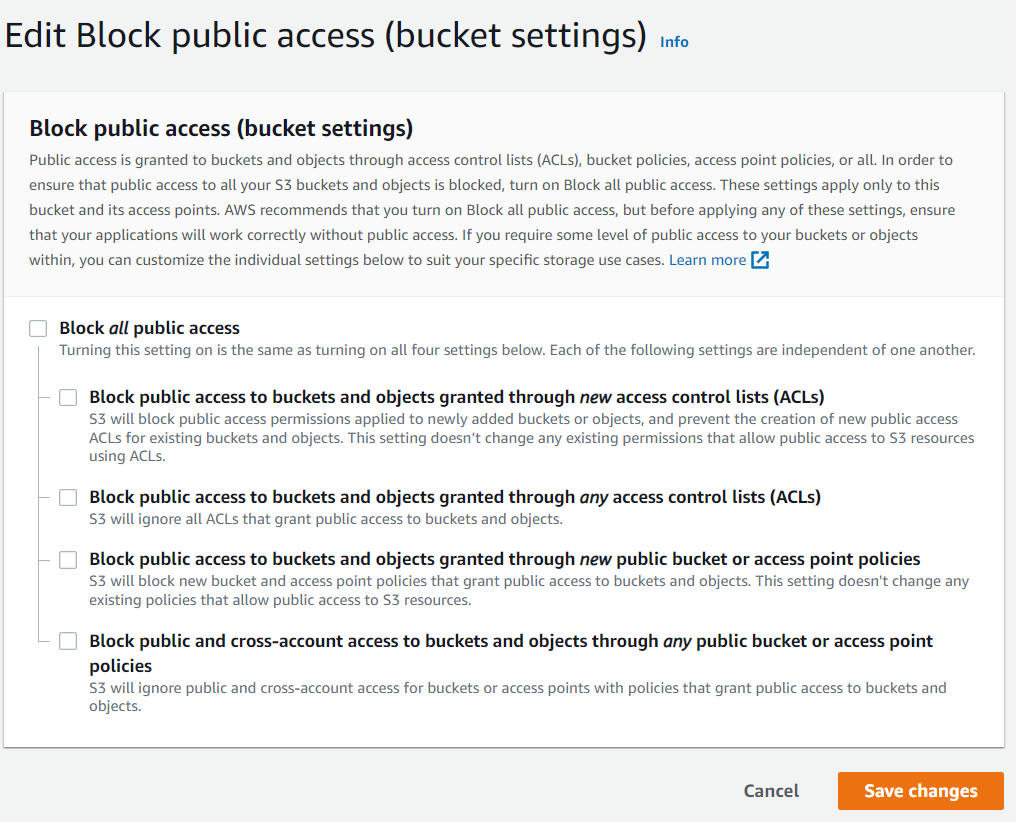 Edit Block public access (bucket settings) Info
Block public access (bucket settings)
Public access is granted to buckets and objects through access control lists (ACLs), bucket policies, access point policies, or all. In order to
ensure that public access to all your S3 buckets and objects is blocked, turn on Block all public access. These settings apply only to this
bucket and its access points. AWS recommends that you turn on Block all public access, but before applying any of these settings, ensure
that your applications will work correctly without public access. If you require some level of public access to your buckets or objects
within, you can customize the individual settings below to suit your specific storage use cases. Learn more
Block all public access
Turning this setting on is the same as turning on all four settings below. Each of the following settings are independent of one another.
Block public access to buckets and objects granted through new access control lists (ACLs)
S3 will block public access permissions applied to newly added buckets or objects, and prevent the creation of new public access
ACLs for existing buckets and objects. This setting doesn't change any existing permissions that allow public access to S3 resources
using ACLs.
Block public access to buckets and objects granted through any access control lists (ACLs)
S3 will ignore all ACLs that grant public access to buckets and objects.
Block public access to buckets and objects granted through new public bucket or access point policies
S3 will block new bucket and access point policies that grant public access to buckets and objects. This setting doesn't change any
existing policies that allow public access to S3 resources.
Block public and cross-account access to buckets and objects through any public bucket or access point
policies
S3 will ignore public and cross-account access for buckets or access points with policies that grant public access to buckets and
objects.
Cancel Save changes